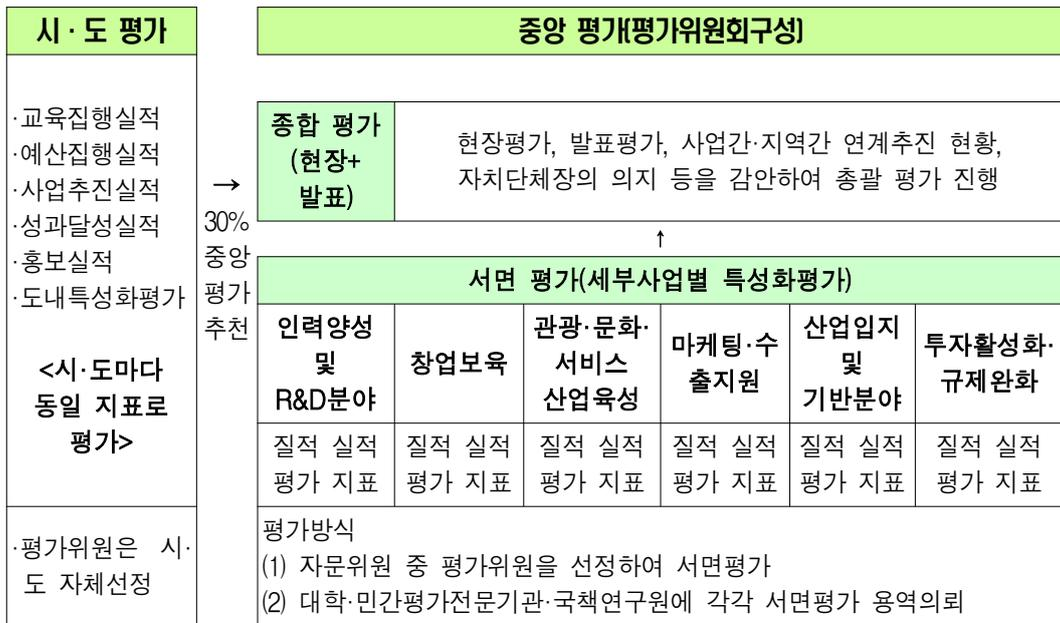 시·도 평가
·교육집행실적
·예산집행실적
·사업추진실적
·성과달성실적
·홍보실적
·도내특성화평가
<시·도마다
동일 지표로
평가>
·평가위원은 시·
도 자체선정
→
30%
중앙
평가
추천
중앙 평가(평가위원회구성)
종합 평가
(현장+
발표)
현장평가, 발표평가, 사업간·지역간 연계추진 현황,
자치단체장의 의지 등을 감안하여 총괄 평가 진행
↑
서면 평가(세부사업별 특성화평가)
인력양성
및
R&D분야
창업보육
관광·문화·
서비스
산업육성
마케팅·수
출지원
산업입지
및
기반분야
투자활성화·
규제완화
질적 실적
평가 지표
질적 실적
평가 지표
질적 실적
평가 지표
질적 실적
평가 지표
질적 실적
평가 지표
질적 실적
평가 지표
평가방식
(1) 자문위원 중 평가위원을 선정하여 서면평가
(2) 대학·민간평가전문기관·국책연구원에 각각 서면평가 용역의뢰